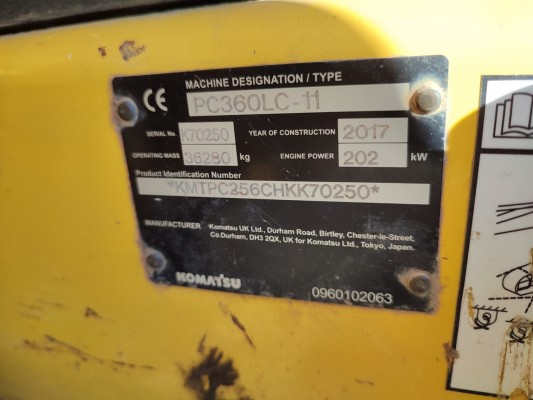 CE
MACHINE DESIGNATION / TYPE
PC360LC-11
SERIAL No. K70250 YEAR OF CONSTRUCTION 2017
OPERATING MASS 36280 kg ENGINE POWER 202 kW
Product Identification Number
*KMTPC256CHKK70250*
MANUFACTURER Komatsu UK Ltd., Durham Road, Birtley, Chester-le-Street,
Co.Durham, DH3 2QX, UK for Komatsu Ltd., Tokyo, Japan.
KOMATSU
0960102063